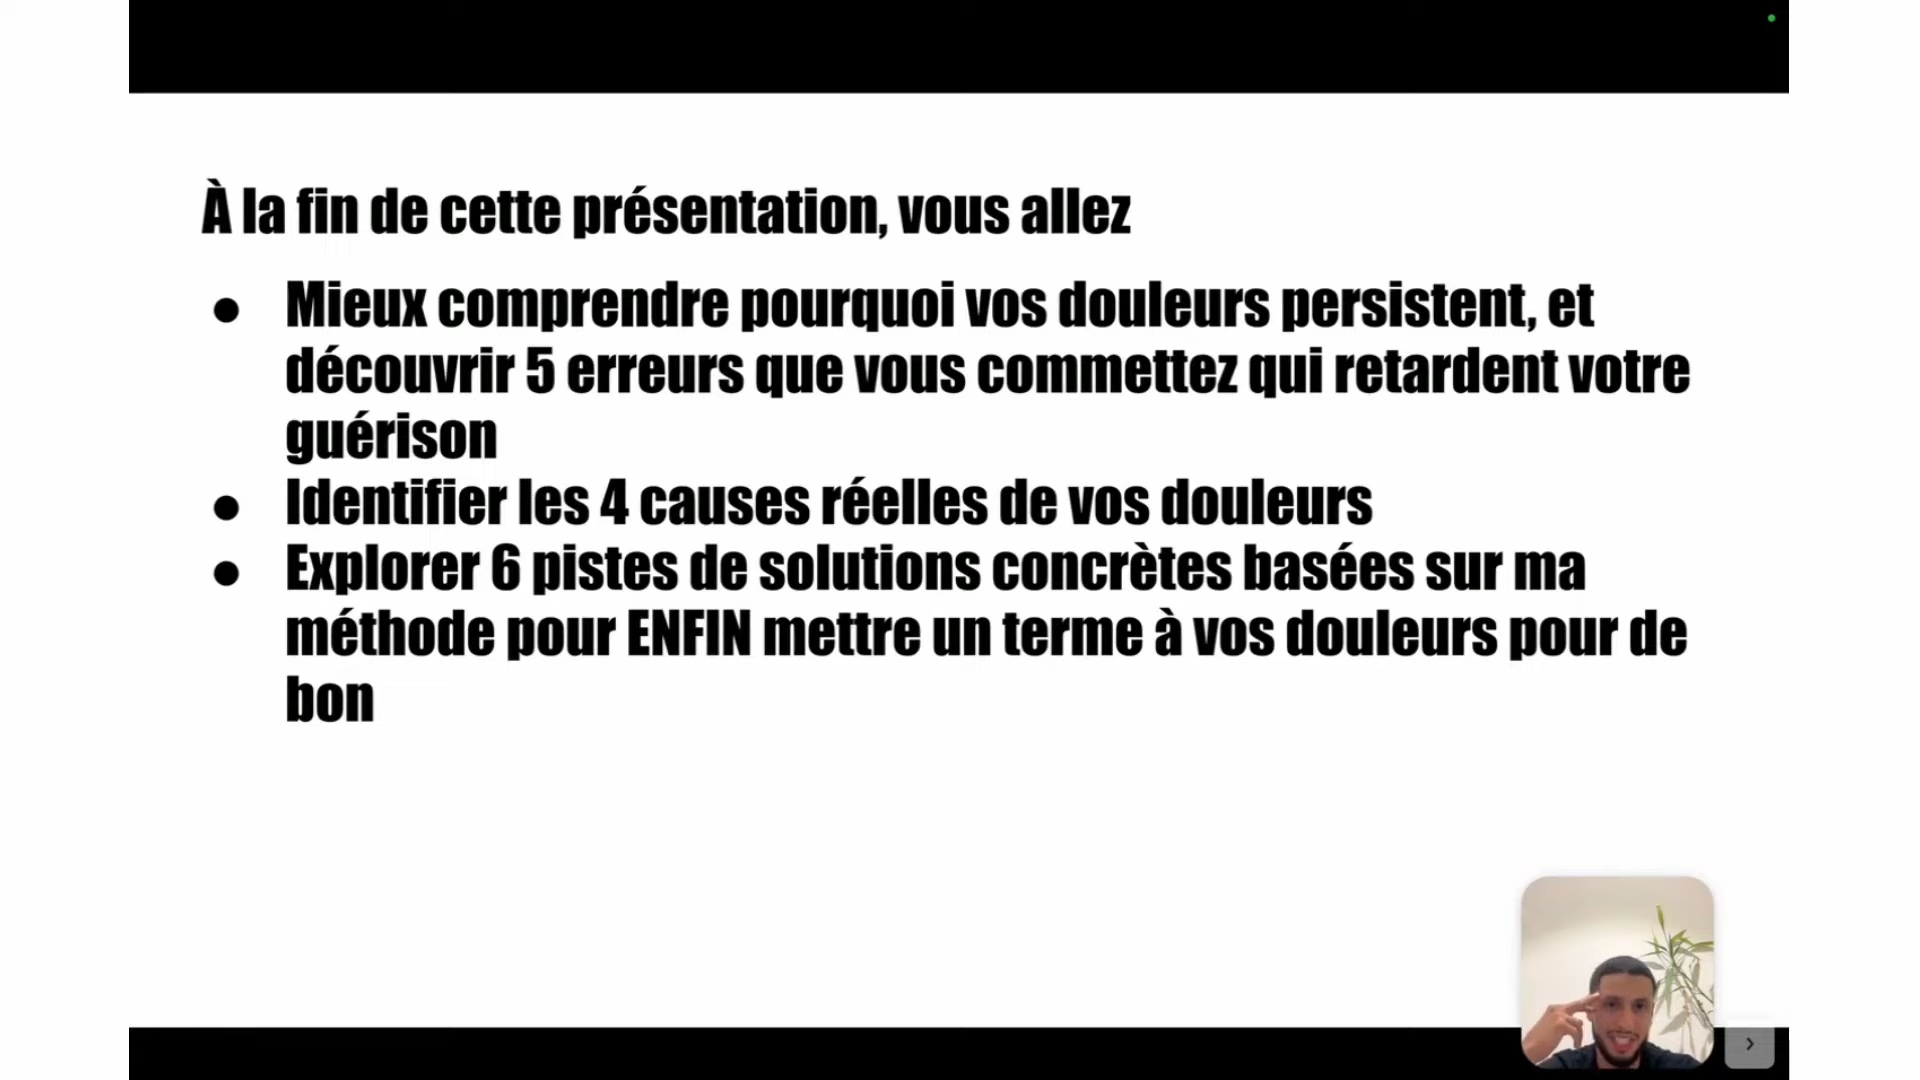 À la fin de cette présentation, vous allez
● Mieux comprendre pourquoi vos douleurs persistent, et
découvrir 5 erreurs que vous commettez qui retardent votre
guérison
● Identifier les 4 causes réelles de vos douleurs
● Explorer 6 pistes de solutions concrètes basées sur ma
méthode pour ENFIN mettre un terme à vos douleurs pour de
bon